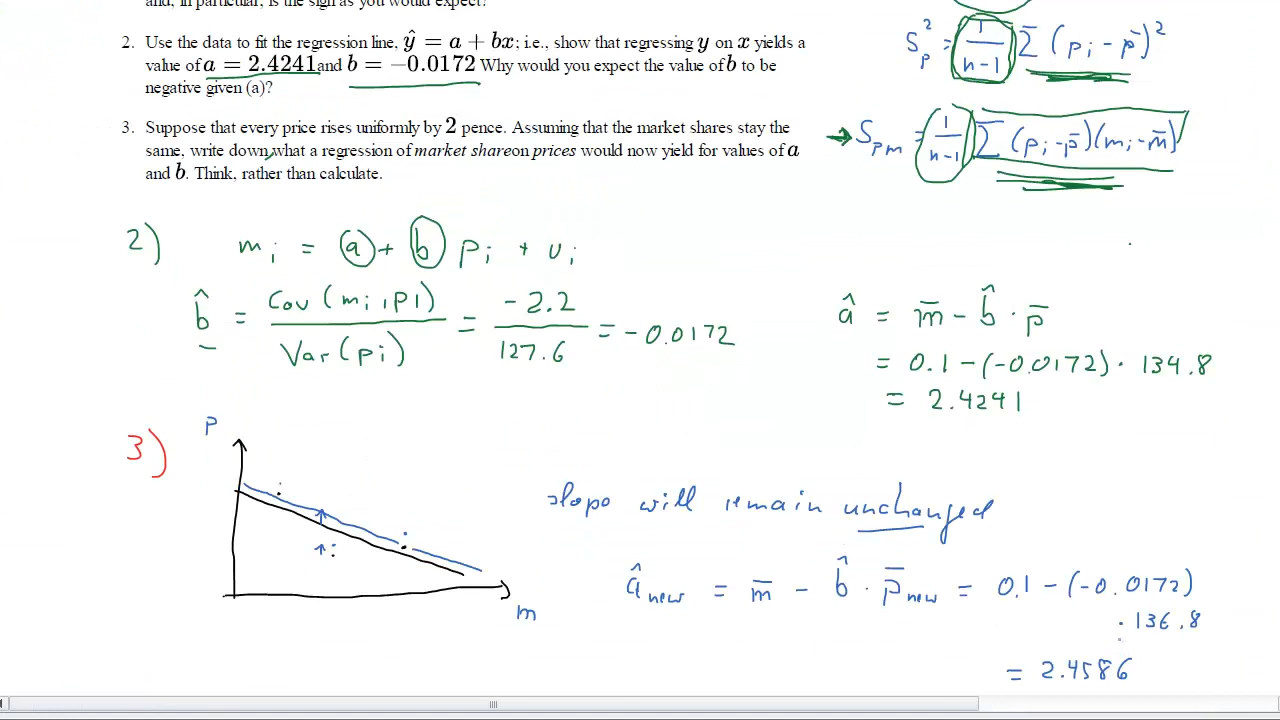 and, in particular, is the sign as you would expect?
2. Use the data to fit the regression line, ŷ = a + bx; i.e., show that regressing y on x yields a
value of a = 2.4241 and b = −0.0172 Why would you expect the value of b to be
negative given (a)?
3. Suppose that every price rises uniformly by 2 pence. Assuming that the market shares stay the
same, write down, what a regression of market shareon prices would now yield for values of a
and b. Think, rather than calculate.
S²ₚ = 1/(n-1) Σ (pᵢ - p̄)²
→ Sₚₘ = 1/(n-1) Σ (pᵢ - p̄)(mᵢ - m̄)
2) mᵢ = a + b pᵢ + uᵢ
b̂ = Cov(mᵢ, pi) / Var(pi) = -2.2 / 127.6 = -0.0172
â = m̄ - b̂ · p̄
= 0.1 - (-0.0172) · 134.8
= 2.4241
3)
P
m
slope will remain unchanged
â new = m̄ - b̂ · p̄ new = 0.1 - (-0.0172)
· 136.8
= 2.4586